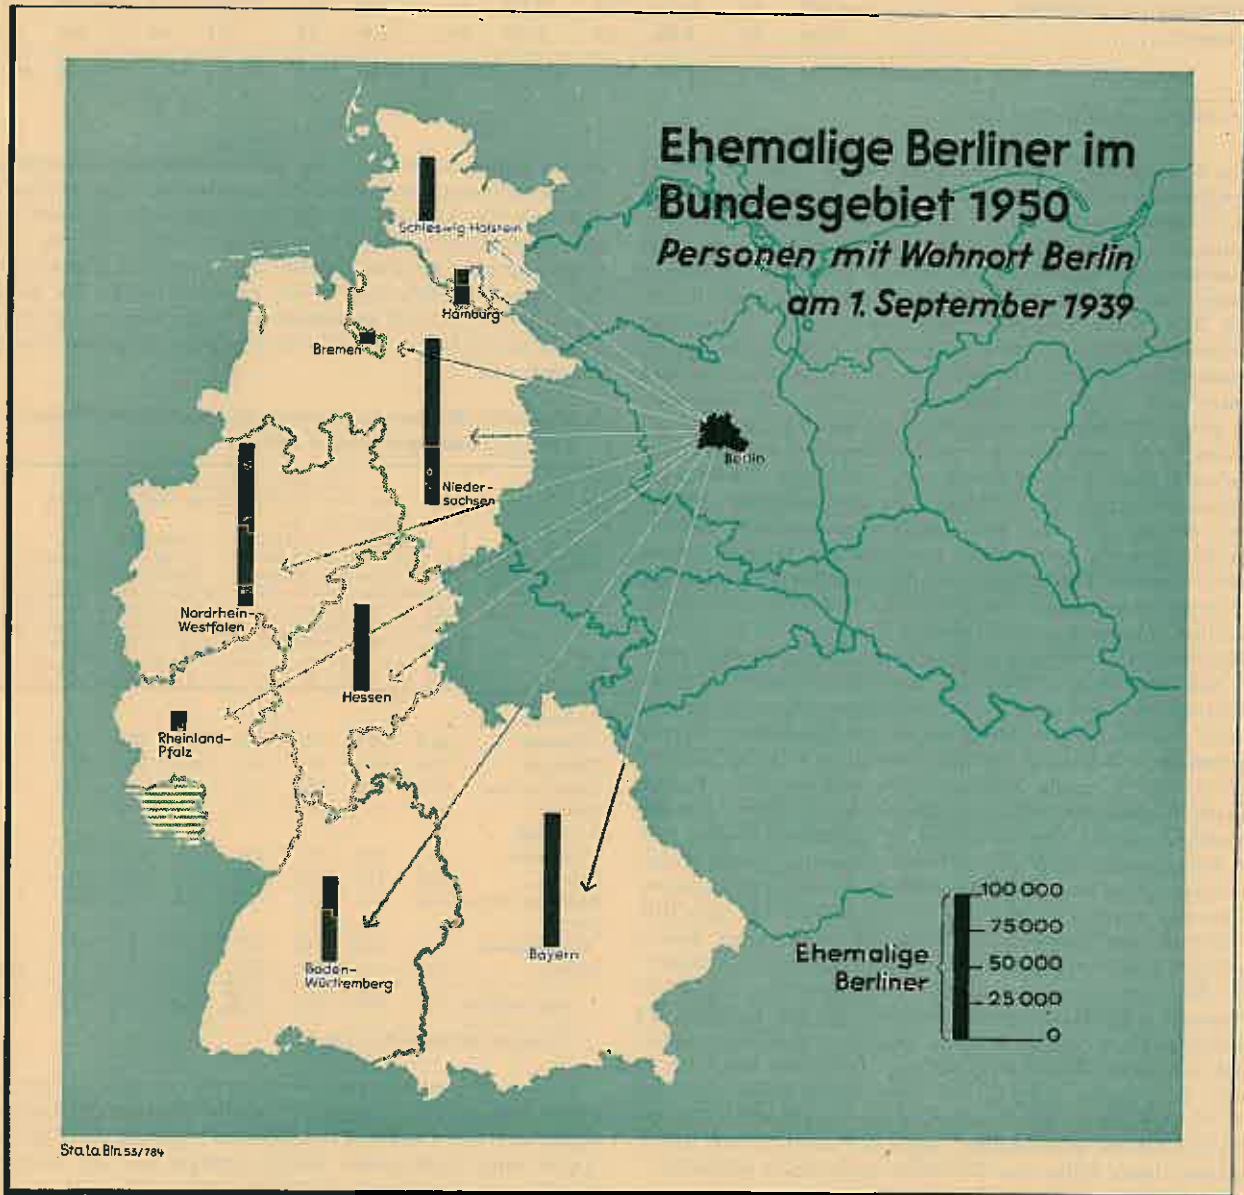 Ehemalige Berliner im
Bundesgebiet 1950
Personen mit Wohnort Berlin
am 1. September 1939
Schleswig-Holstein
Hamburg
Bremen
Berlin
Nieder-
sachsen
Nordrhein-
Westfalen
Hessen
Rheinland-
Pfalz
Baden-
Württemberg
Bayern
Ehemalige
Berliner
100 000
75 000
50 000
25 000
0
Sta La Bln 53/784